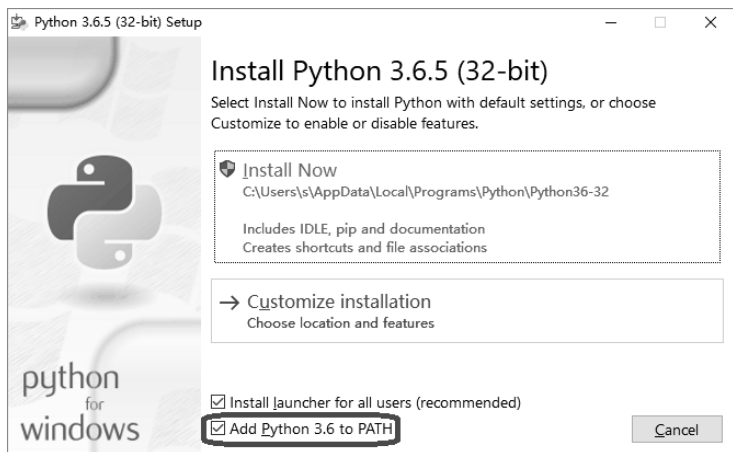 Python 3.6.5 (32-bit) Setup
Install Python 3.6.5 (32-bit)
Select Install Now to install Python with default settings, or choose
Customize to enable or disable features.
Install Now
C:\Users\s\AppData\Local\Programs\Python\Python36-32
Includes IDLE, pip and documentation
Creates shortcuts and file associations
Customize installation
Choose location and features
python
for
windows
Install launcher for all users (recommended)
Add Python 3.6 to PATH
Cancel